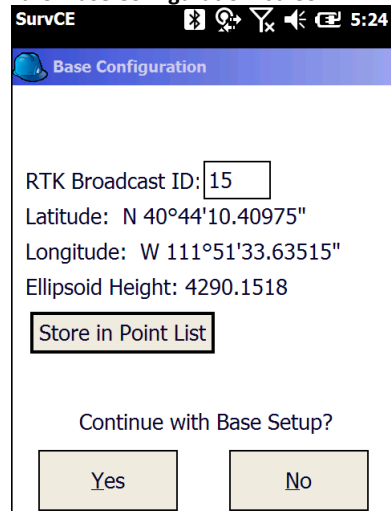 SurvCE 5:24
Base Configuration
RTK Broadcast ID: 15
Latitude: N 40°44'10.40975"
Longitude: W 111°51'33.63515"
Ellipsoid Height: 4290.1518
Store in Point List
Continue with Base Setup?
Yes No